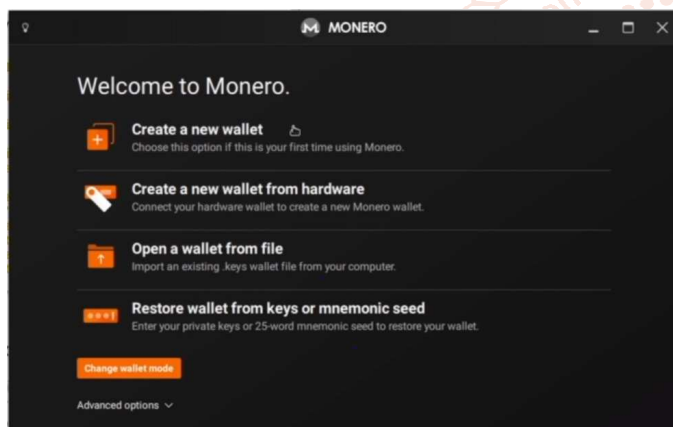 MONERO
Welcome to Monero.
Create a new wallet
Choose this option if this is your first time using Monero.
Create a new wallet from hardware
Connect your hardware wallet to create a new Monero wallet.
Open a wallet from file
Import an existing .keys wallet file from your computer.
Restore wallet from keys or mnemonic seed
Enter your private keys or 25-word mnemonic seed to restore your wallet.
Change wallet mode
Advanced options